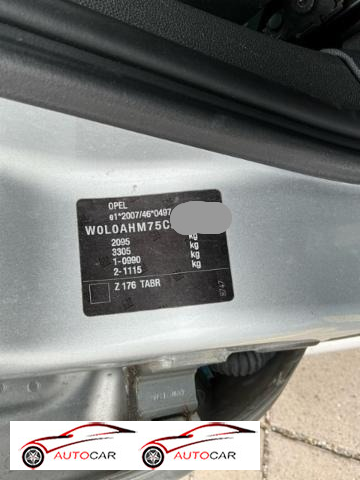 OPEL
e1*2007/46*0497
W0L0AHM75C
2095 kg
3305 kg
1-0990 kg
2-1115 kg
Z 176 TABR
AUTOCAR
AUTOCAR